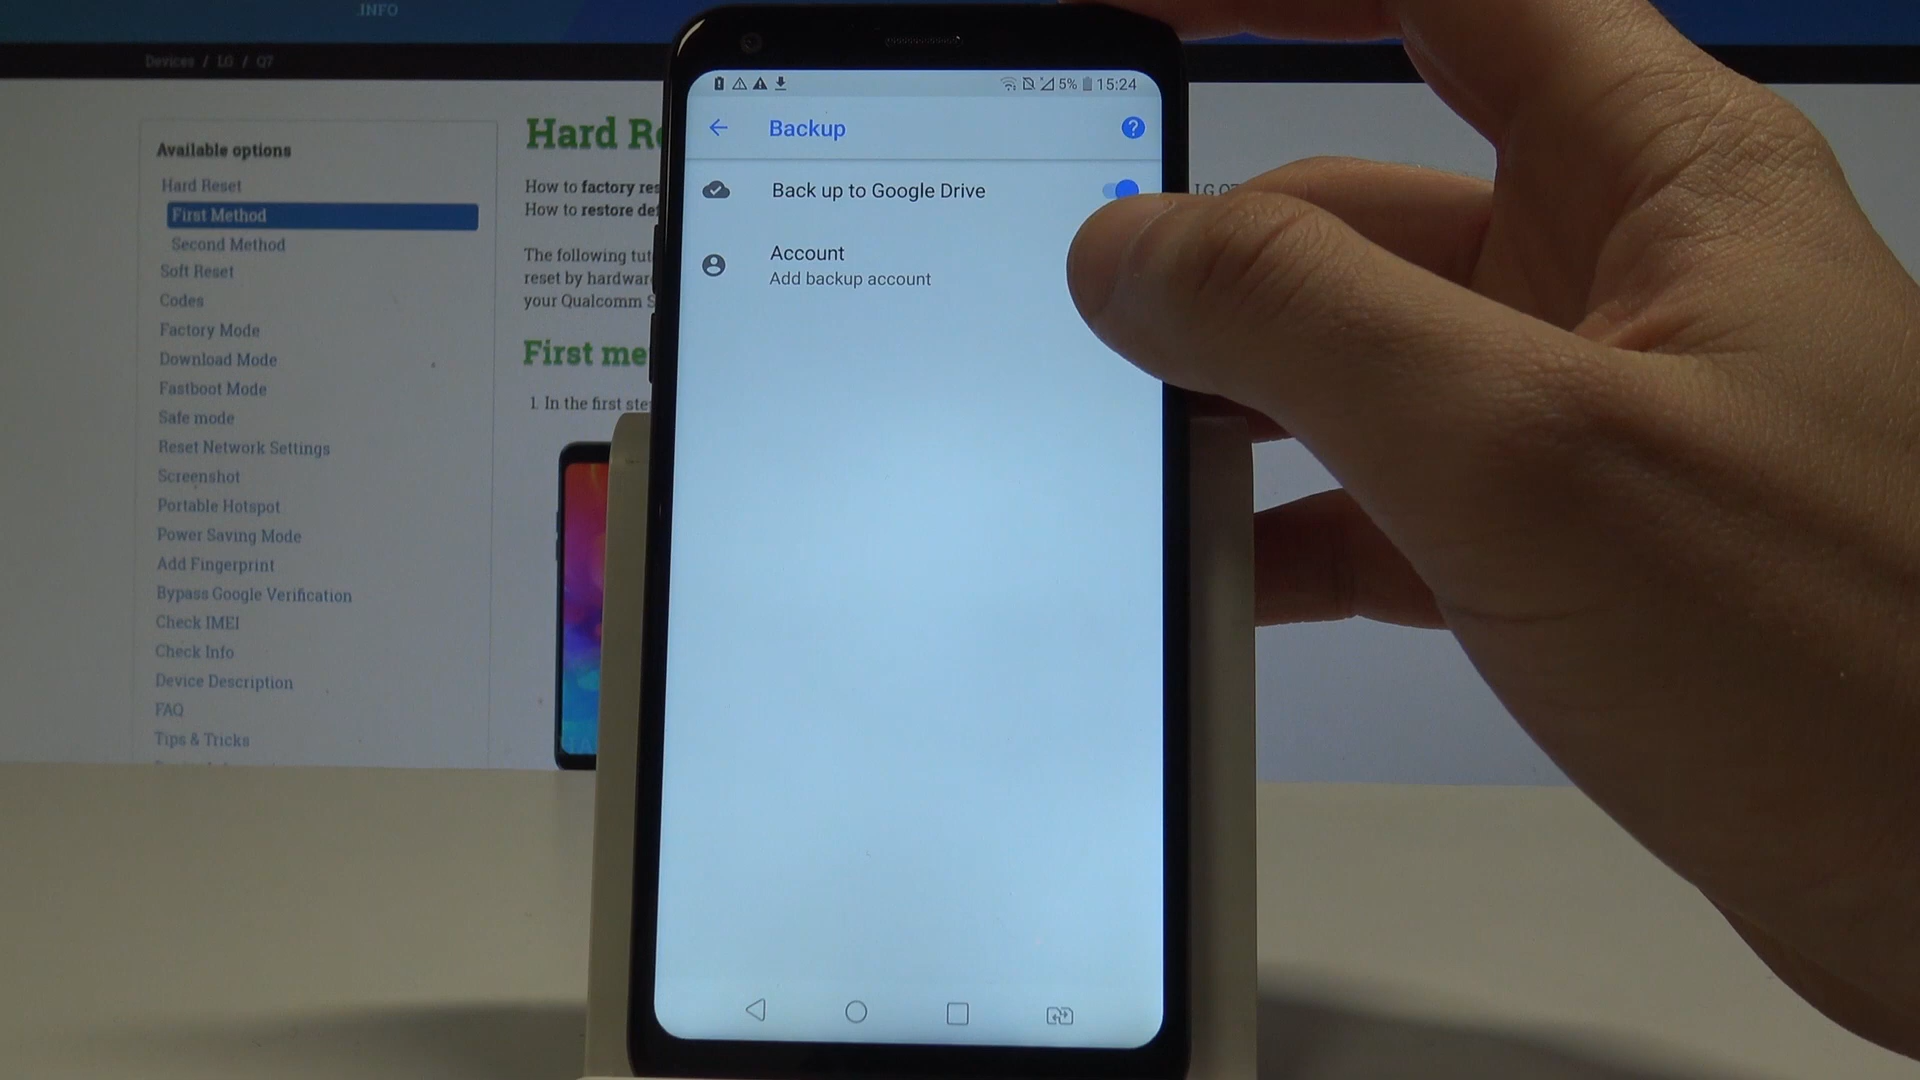 .INFO
Devices / LG / Q7
Available options
Hard Reset
First Method
Second Method
Soft Reset
Codes
Factory Mode
Download Mode
Fastboot Mode
Safe mode
Reset Network Settings
Screenshot
Portable Hotspot
Power Saving Mode
Add Fingerprint
Bypass Google Verification
Check IMEI
Check Info
Device Description
FAQ
Tips & Tricks
Hard Re
How to factory res
How to restore def
LG Q7
The following tut
reset by hardwar
your Qualcomm S
First me
1. In the first ste
5% 15:24
Backup
?
Back up to Google Drive
Account
Add backup account